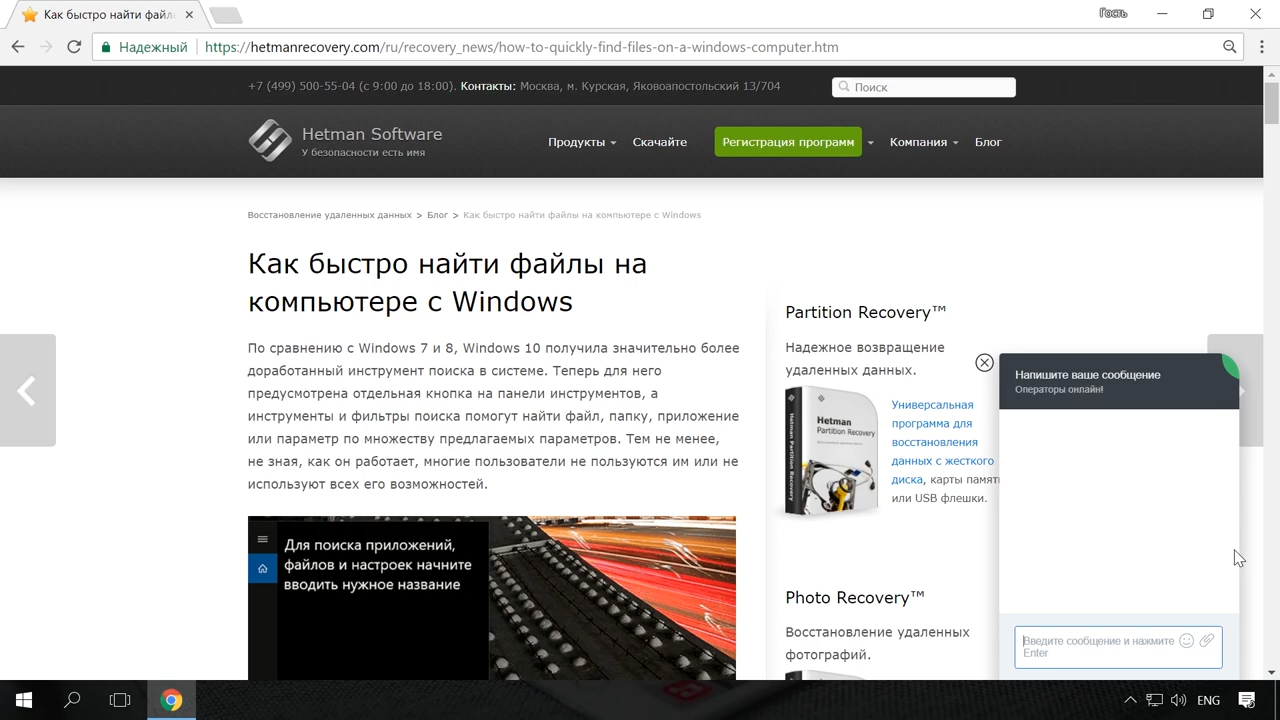 Как быстро найти файл
Гость
Надежный
https://hetmanrecovery.com/ru/recovery_news/how-to-quickly-find-files-on-a-windows-computer.htm
+7 (499) 500-55-04 (с 9:00 до 18:00). Контакты: Москва, м. Курская, Яковоапостольский 13/704
Поиск
Hetman Software
У безопасности есть имя
Продукты
Скачайте
Регистрация программ
Компания
Блог
Восстановление удаленных данных > Блог > Как быстро найти файлы на компьютере с Windows
Как быстро найти файлы на
компьютере с Windows
По сравнению с Windows 7 и 8, Windows 10 получила значительно более
доработанный инструмент поиска в системе. Теперь для него
предусмотрена отдельная кнопка на панели инструментов, а
инструменты и фильтры поиска помогут найти файл, папку, приложение
или параметр по множеству предлагаемых параметров. Тем не менее,
не зная, как он работает, многие пользователи не пользуются им или не
используют всех его возможностей.
Для поиска приложений,
файлов и настроек начните
вводить нужное название
Partition Recovery™
Надежное возвращение
удаленных данных.
Hetman
Partition Recovery
Hetman Partition Recovery
Универсальная
программа для
восстановления
данных с жесткого
диска, карты памят
или USB флешки.
Photo Recovery™
Восстановление удаленных
фотографий.
Напишите ваше сообщение
Операторы онлайн!
Введите сообщение и нажмите
Enter
ENG